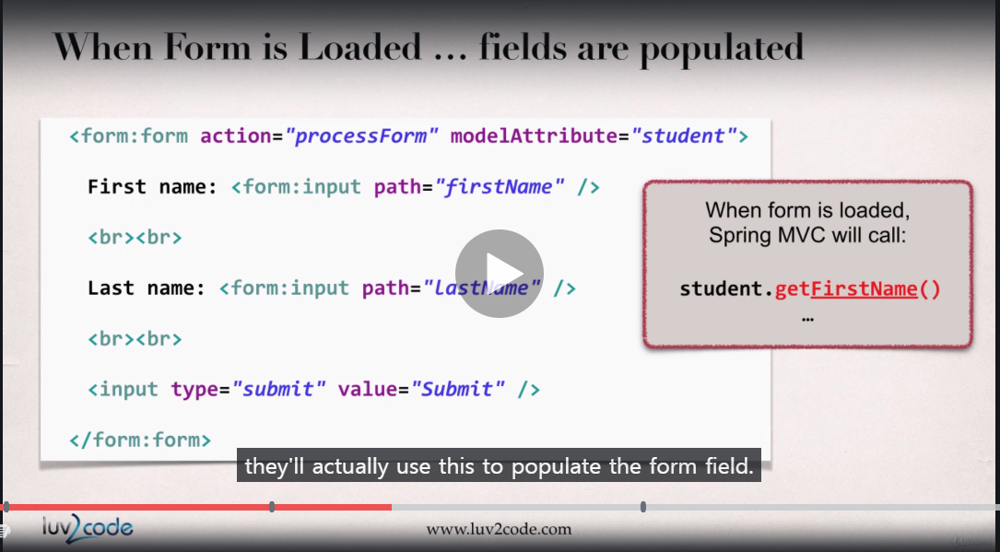 When Form is Loaded … fields are populated
<form:form action="processForm" modelAttribute="student">
First name: <form:input path="firstName" />
<br><br>
Last name: <form:input path="lastName" />
<br><br>
<input type="submit" value="Submit" />
</form:form>
When form is loaded,
Spring MVC will call:
student.getFirstName()
…
they'll actually use this to populate the form field.
luv2code
www.luv2code.com